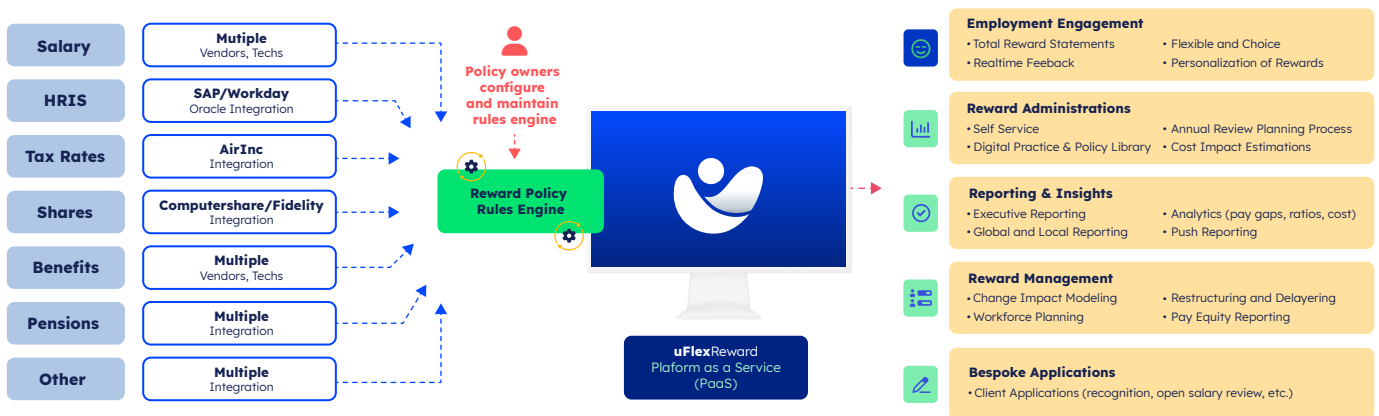 Salary
Mutiple
Vendors, Techs
HRIS
SAP/Workday
Oracle Integration
Tax Rates
AirInc
Integration
Shares
Computershare/Fidelity
Integration
Benefits
Multiple
Vendors, Techs
Pensions
Multiple
Integration
Other
Multiple
Integration
Policy owners
configure
and maintain
rules engine
Reward Policy
Rules Engine
uFlexReward
Plaform as a Service
(PaaS)
Employment Engagement
• Total Reward Statements
• Realtime Feeback
• Flexible and Choice
• Personalization of Rewards
Reward Administrations
• Self Service
• Digital Practice & Policy Library
• Annual Review Planning Process
• Cost Impact Estimations
Reporting & Insights
• Executive Reporting
• Global and Local Reporting
• Analytics (pay gaps, ratios, cost)
• Push Reporting
Reward Management
• Change Impact Modeling
• Workforce Planning
• Restructuring and Delayering
• Pay Equity Reporting
Bespoke Applications
• Client Applications (recognition, open salary review, etc.)